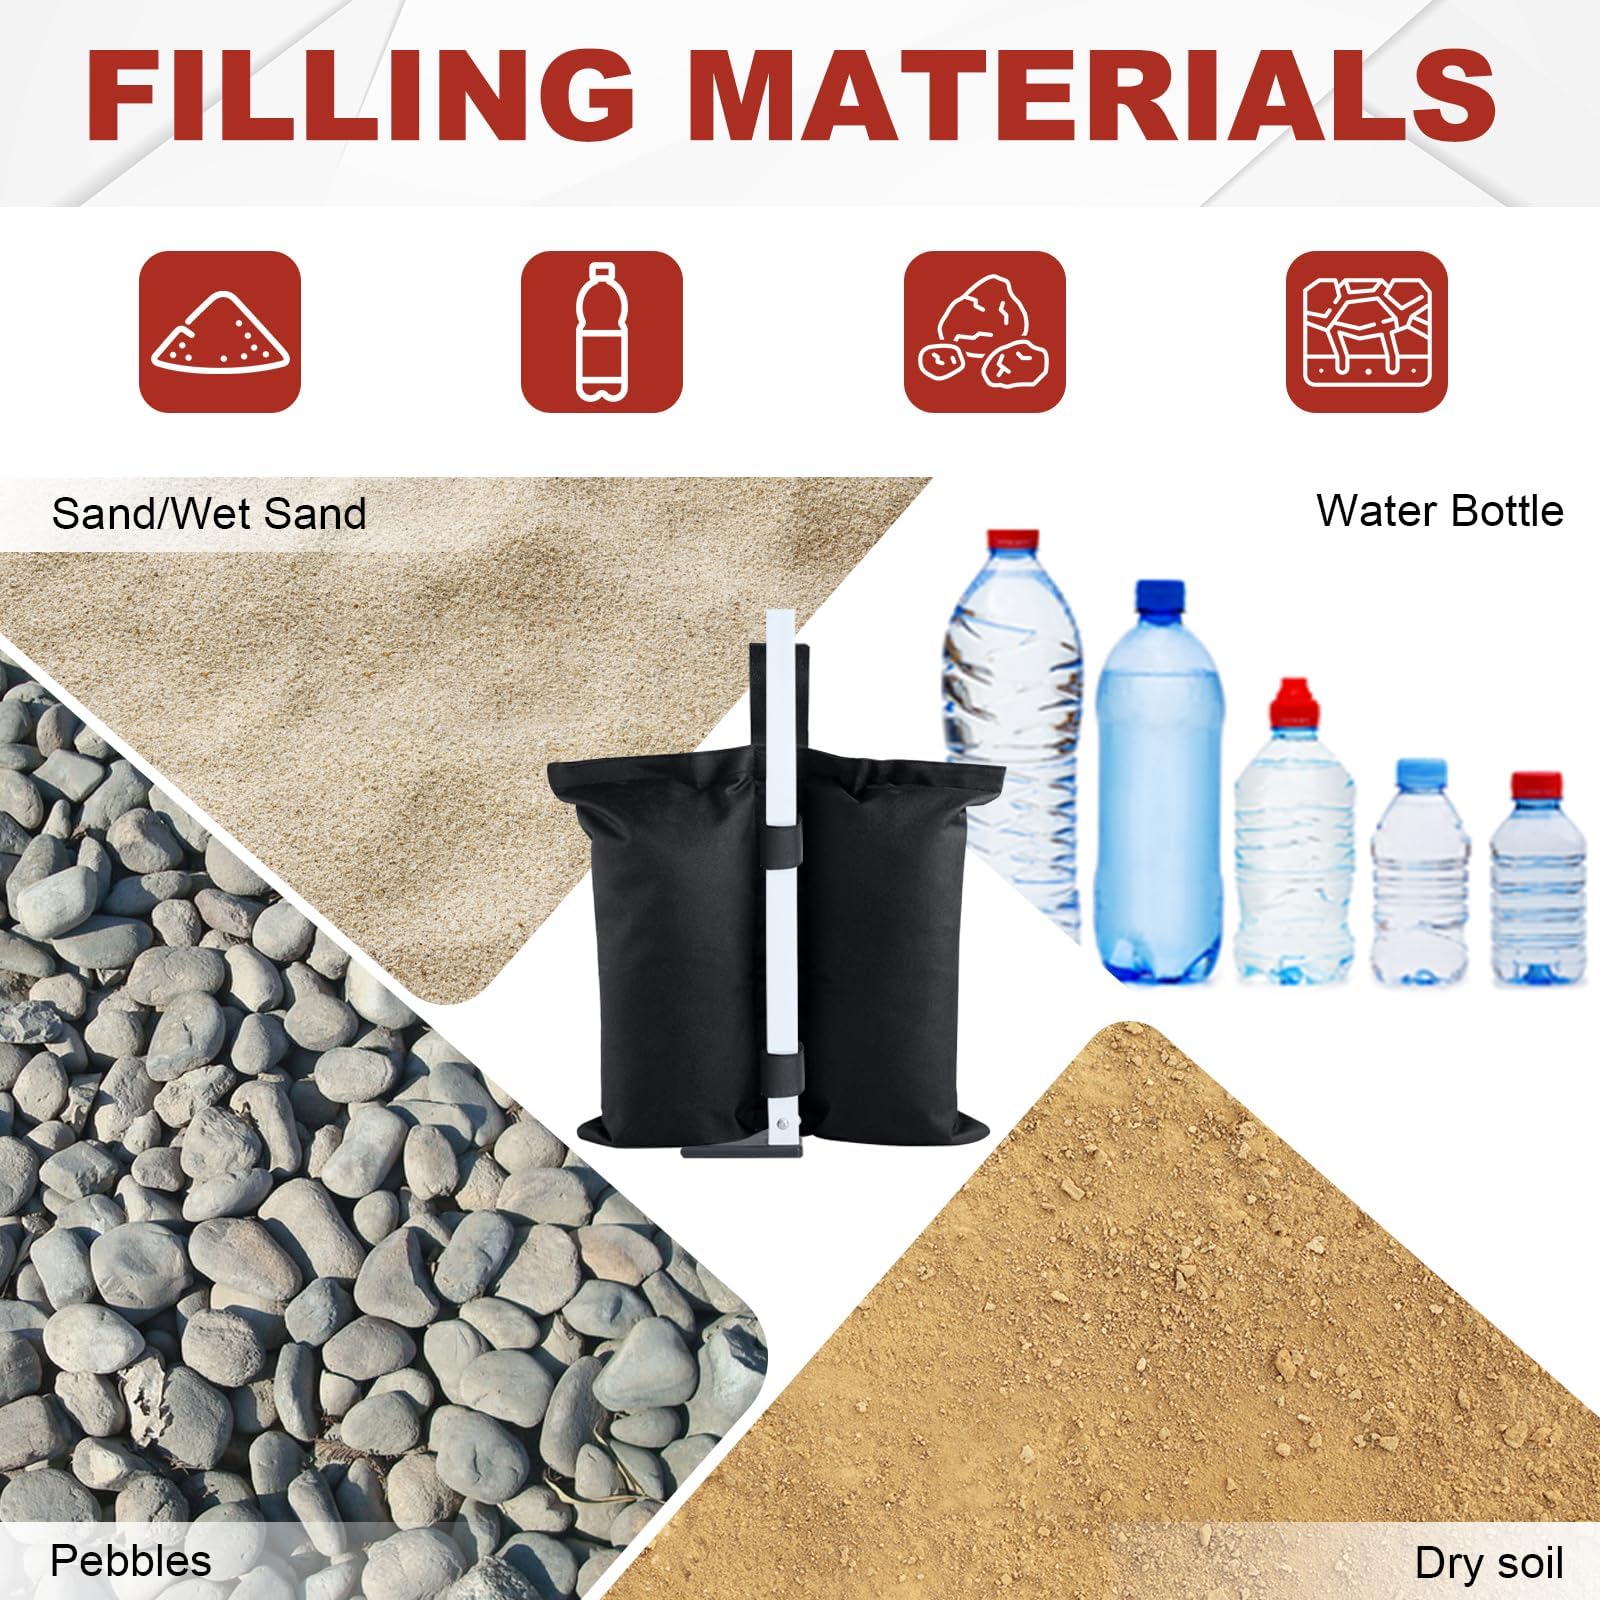 FILLING MATERIALS
Sand/Wet Sand
Water Bottle
Pebbles
Dry soil